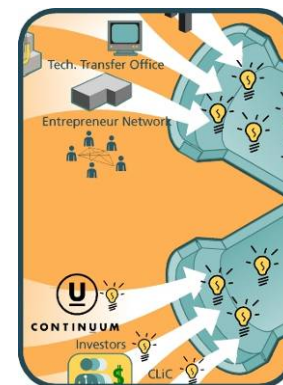 Tech. Transfer Office
Entrepreneur Network
U
CONTINUUM
Investors
$
CLiC